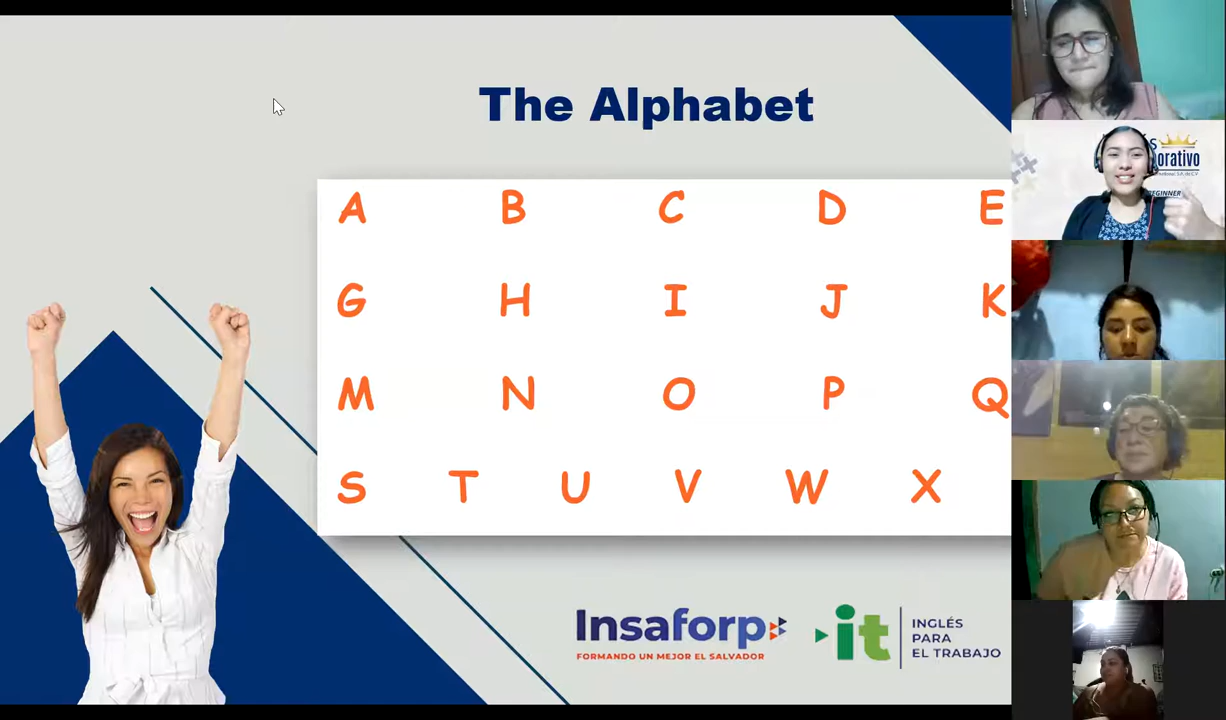 The Alphabet
A B C D E
G H I J K
M N O P Q
S T U V W X
Insaforp
FORMANDO UN MEJOR EL SALVADOR
it
INGLÉS
PARA
EL TRABAJO